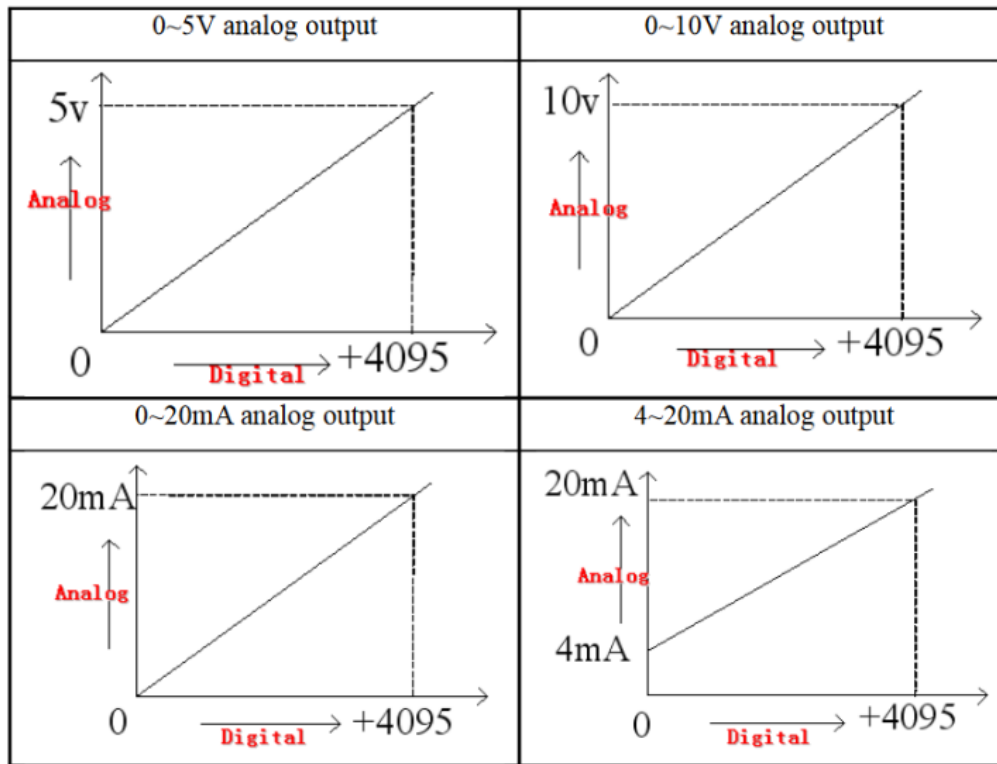 0~5V analog output
5v
Analog
0
Digital
+4095
0~10V analog output
10v
Analog
0
Digital
+4095
0~20mA analog output
20mA
Analog
0
Digital
+4095
4~20mA analog output
20mA
Analog
4mA
0
Digital
+4095